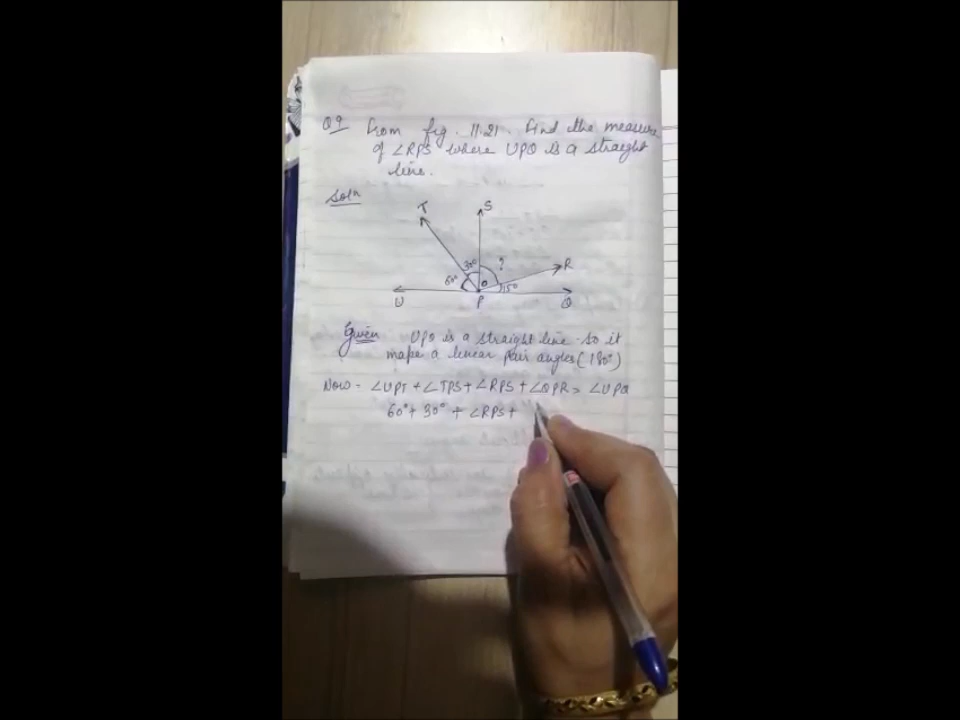 Q9 From fig. 11.21. Find the measure
of ∠RPS where UPQ is a straight
line.
Soln
T S
30° ? R
60° 15°
U P Q
Given UPQ is a straight line. So it
make a linear pair angles (180°)
Now - ∠UPT + ∠TPS + ∠RPS + ∠QPR = ∠UPQ
60° + 30° + ∠RPS +